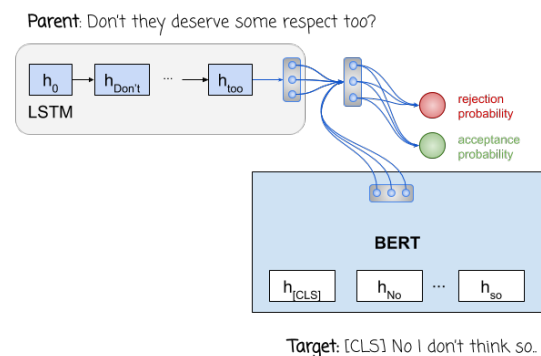 Parent: Don't they deserve some respect too?
h0 hDon't ... htoo
LSTM
rejection
probability
acceptance
probability
BERT
h[CLS] hNo ... hso
Target: [CLS] No I don't think so..